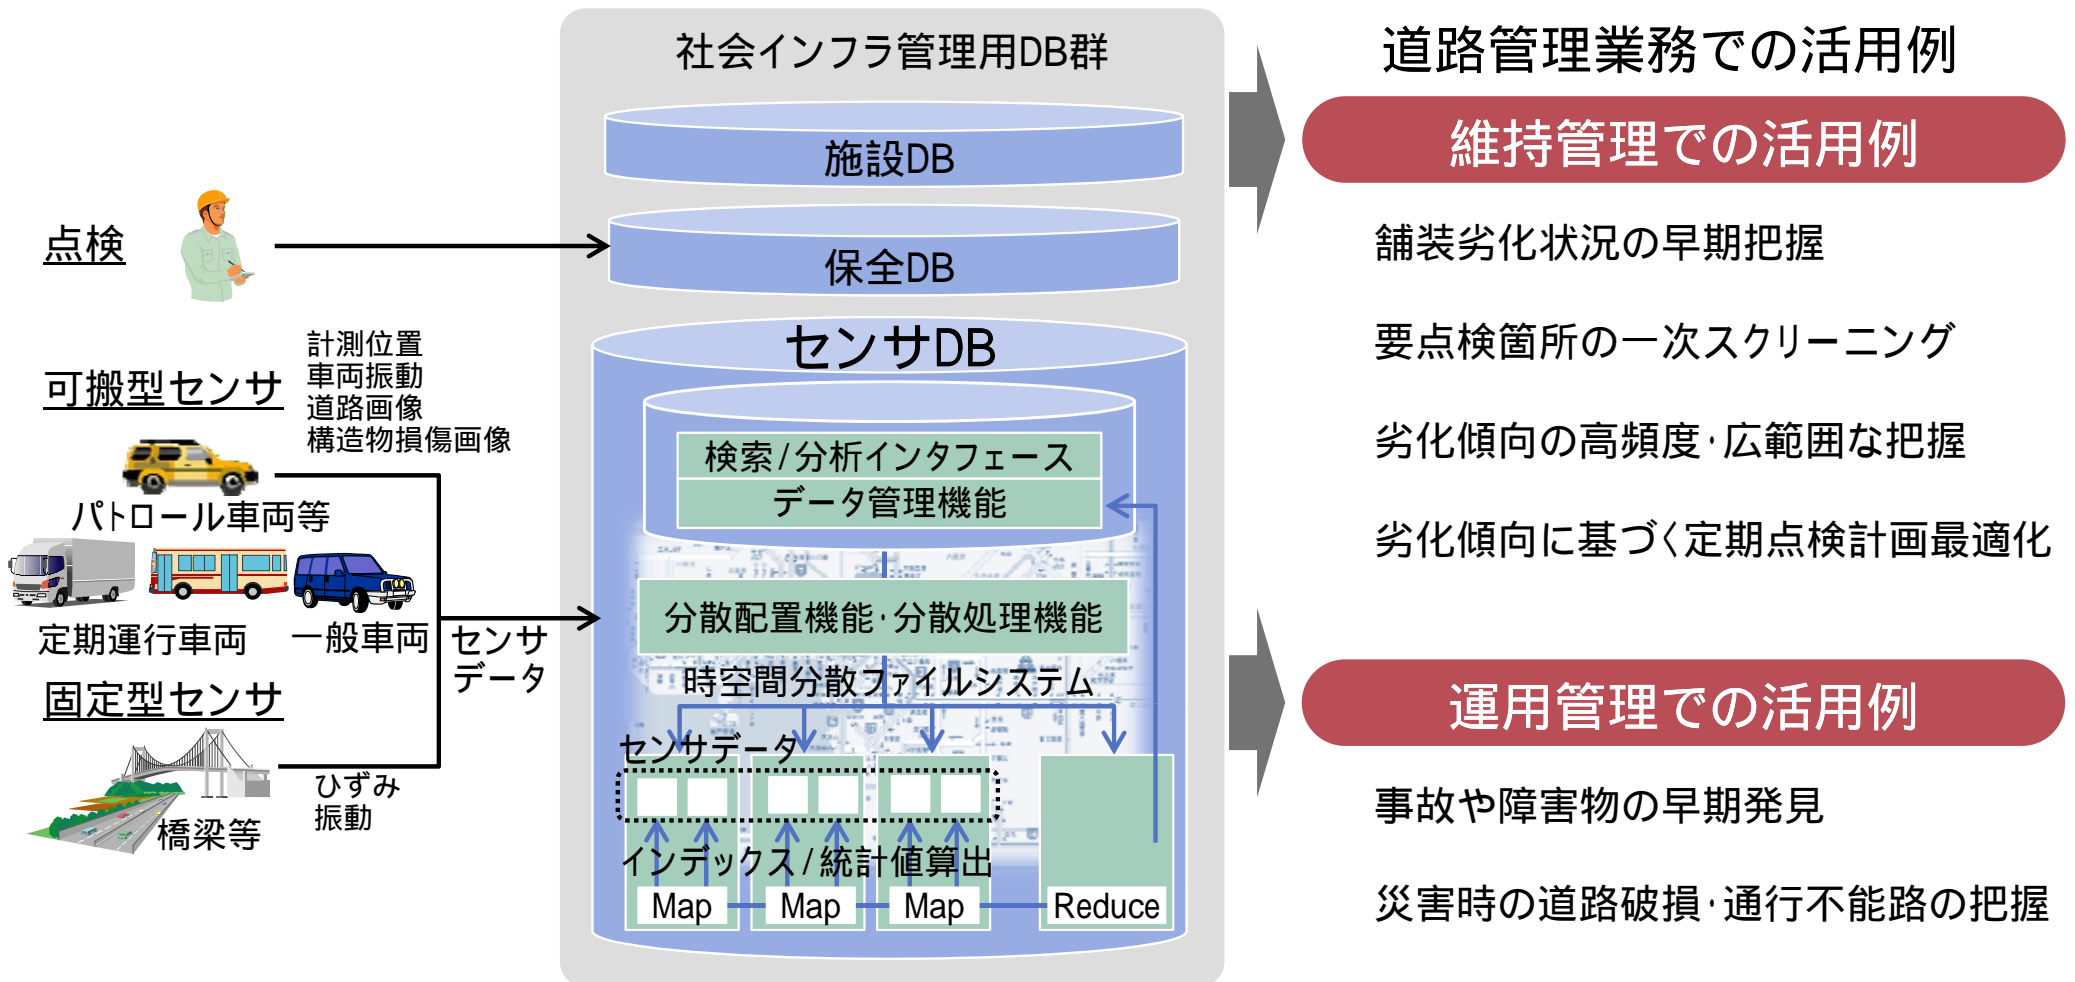 社会インフラ管理用DB群
施設DB
保全DB
センサDB
検索/分析インタフェース
データ管理機能
分散配置機能・分散処理機能
時空間分散ファイルシステム
センサデータ
インデックス/統計値算出
Map
Map
Map
Reduce
点検
可搬型センサ
計測位置
車両振動
道路画像
構造物損傷画像
パトロール車両等
定期運行車両
一般車両
センサ
データ
固定型センサ
ひずみ
振動
橋梁等
道路管理業務での活用例
維持管理での活用例
舗装劣化状況の早期把握
要点検箇所の一次スクリーニング
劣化傾向の高頻度・広範囲な把握
劣化傾向に基づく定期点検計画最適化
運用管理での活用例
事故や障害物の早期発見
災害時の道路破損・通行不能路の把握